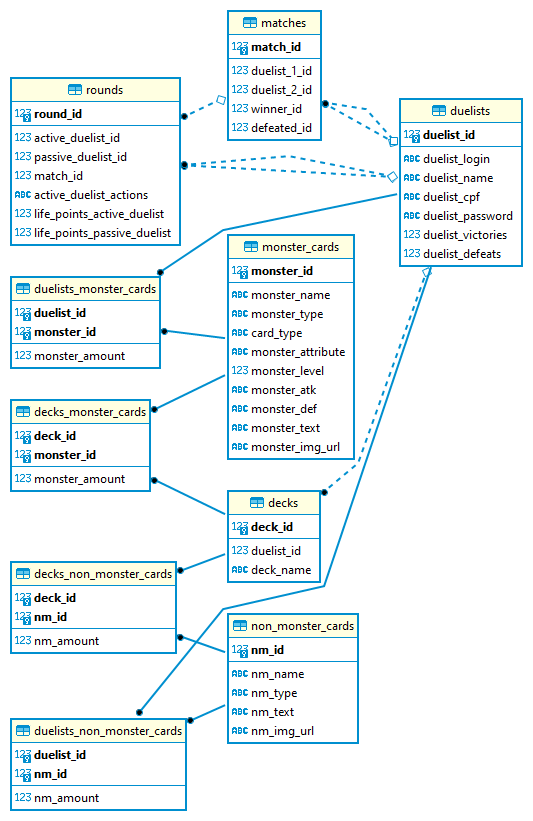 matches
123 match_id
123 duelist_1_id
123 duelist_2_id
123 winner_id
123 defeated_id
rounds
123 round_id
123 active_duelist_id
123 passive_duelist_id
123 match_id
ABC active_duelist_actions
123 life_points_active_duelist
123 life_points_passive_duelist
duelists
123 duelist_id
ABC duelist_login
ABC duelist_name
ABC duelist_cpf
ABC duelist_password
123 duelist_victories
123 duelist_defeats
monster_cards
123 monster_id
ABC monster_name
ABC monster_type
ABC card_type
ABC monster_attribute
123 monster_level
ABC monster_atk
ABC monster_def
ABC monster_text
ABC monster_img_url
duelists_monster_cards
123 duelist_id
123 monster_id
123 monster_amount
decks_monster_cards
123 deck_id
123 monster_id
123 monster_amount
decks
123 deck_id
123 duelist_id
ABC deck_name
decks_non_monster_cards
123 deck_id
123 nm_id
123 nm_amount
non_monster_cards
123 nm_id
ABC nm_name
ABC nm_type
ABC nm_text
ABC nm_img_url
duelists_non_monster_cards
123 duelist_id
123 nm_id
123 nm_amount